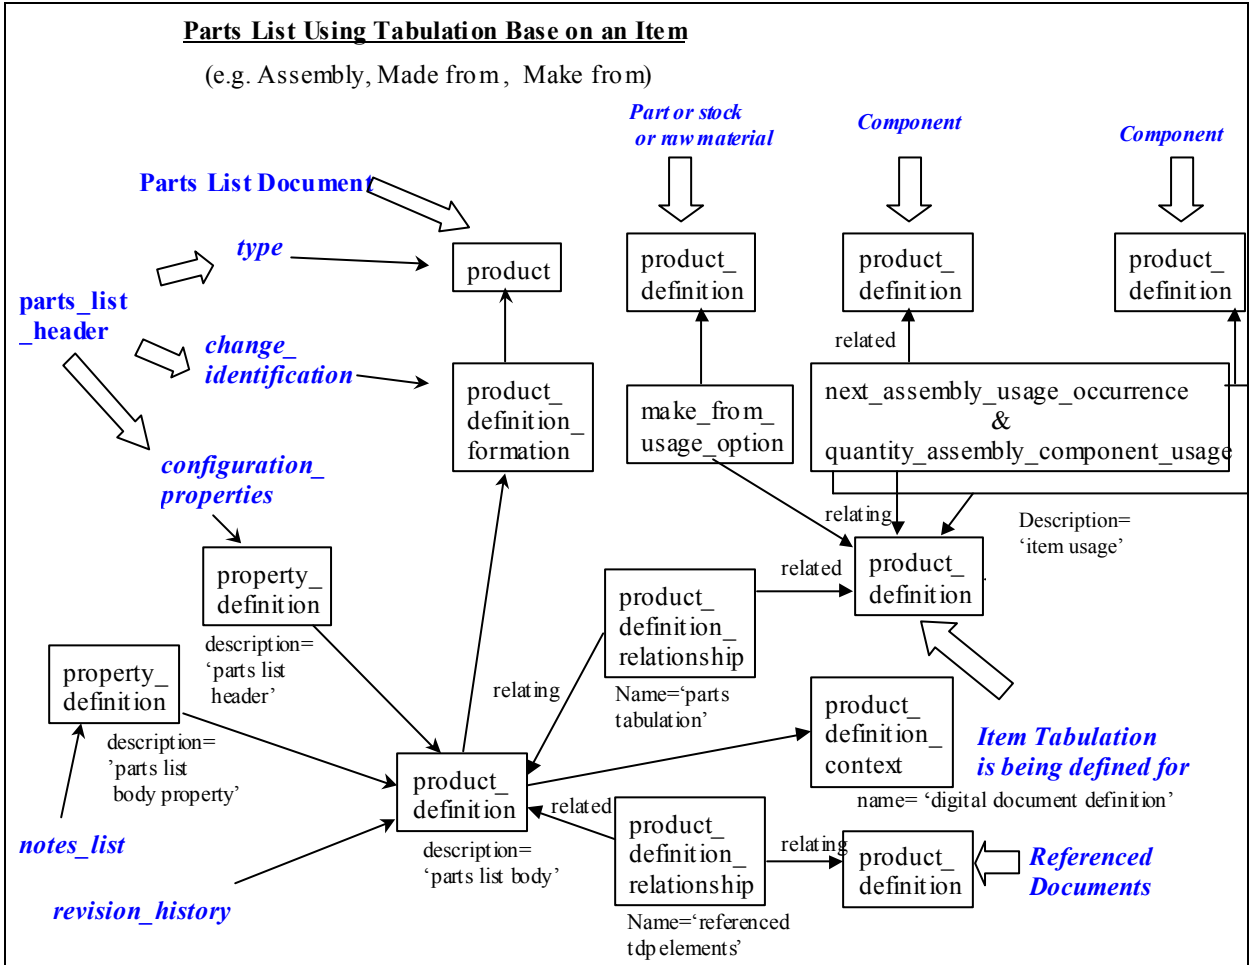 Parts List Using Tabulation Base on an Item
(e.g. Assembly, Made from, Make from)
Part or stock
or raw material
Component
Component
Parts List Document
type
product
product_
definition
product_
definition
product_
definition
parts_list
_header
related
change_
identification
product_
definition_
formation
make_from_
usage_option
next_assembly_usage_occurrence
&
quantity_assembly_component_usage
configuration_
properties
relating
Description=
‘item usage’
property_
definition
related
product_
definition
product_
definition_
relationship
description=
‘parts list
header’
property_
definition
relating
Name=‘parts
tabulation’
product_
definition_
context
Item Tabulation
is being defined for
description=
'parts list
body property’
product_
definition
name= ‘digital document definition’
related
notes_list
description=
‘parts list body’
product_
definition_
relationship
relating
product_
definition
Referenced
Documents
revision_history
Name=‘referenced
tdp elements’